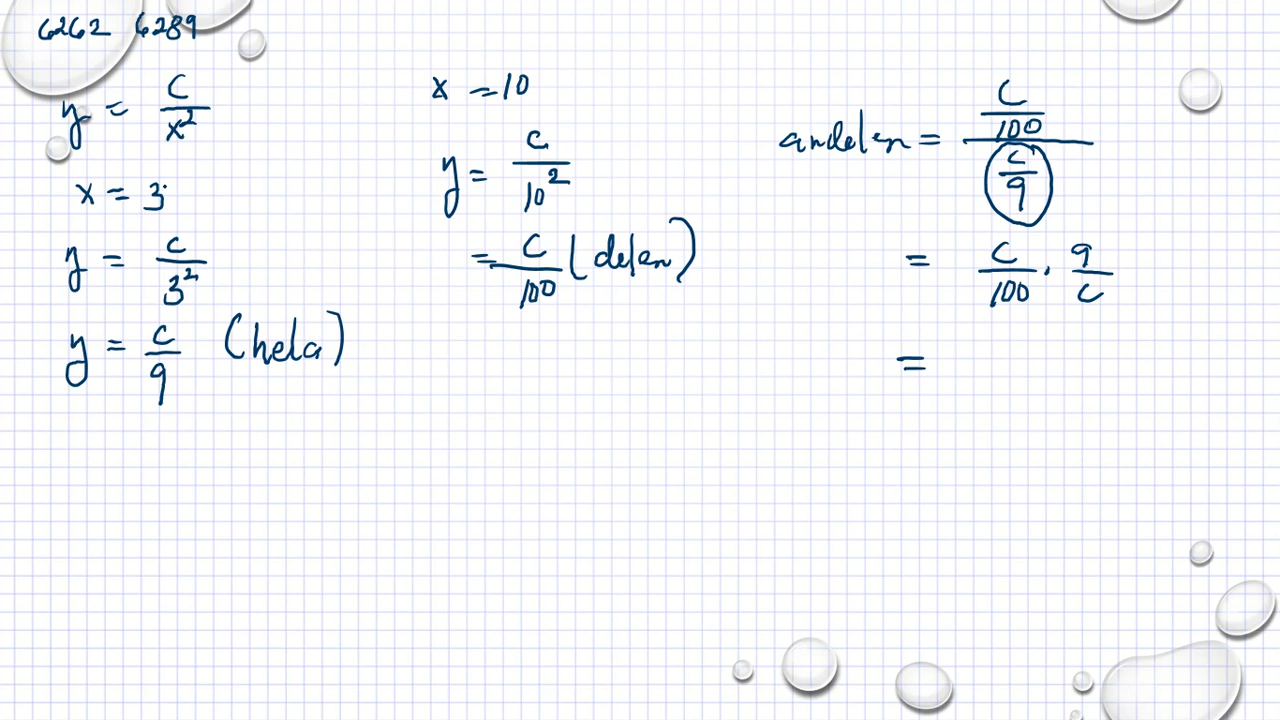 6262 6289
y = C/x²
x = 3
y = C/3²
y = C/9 (hela)
x = 10
y = C/10²
= C/100 (delen)
andelen = (C/100)/(C/9)
= C/100 · 9/C
=